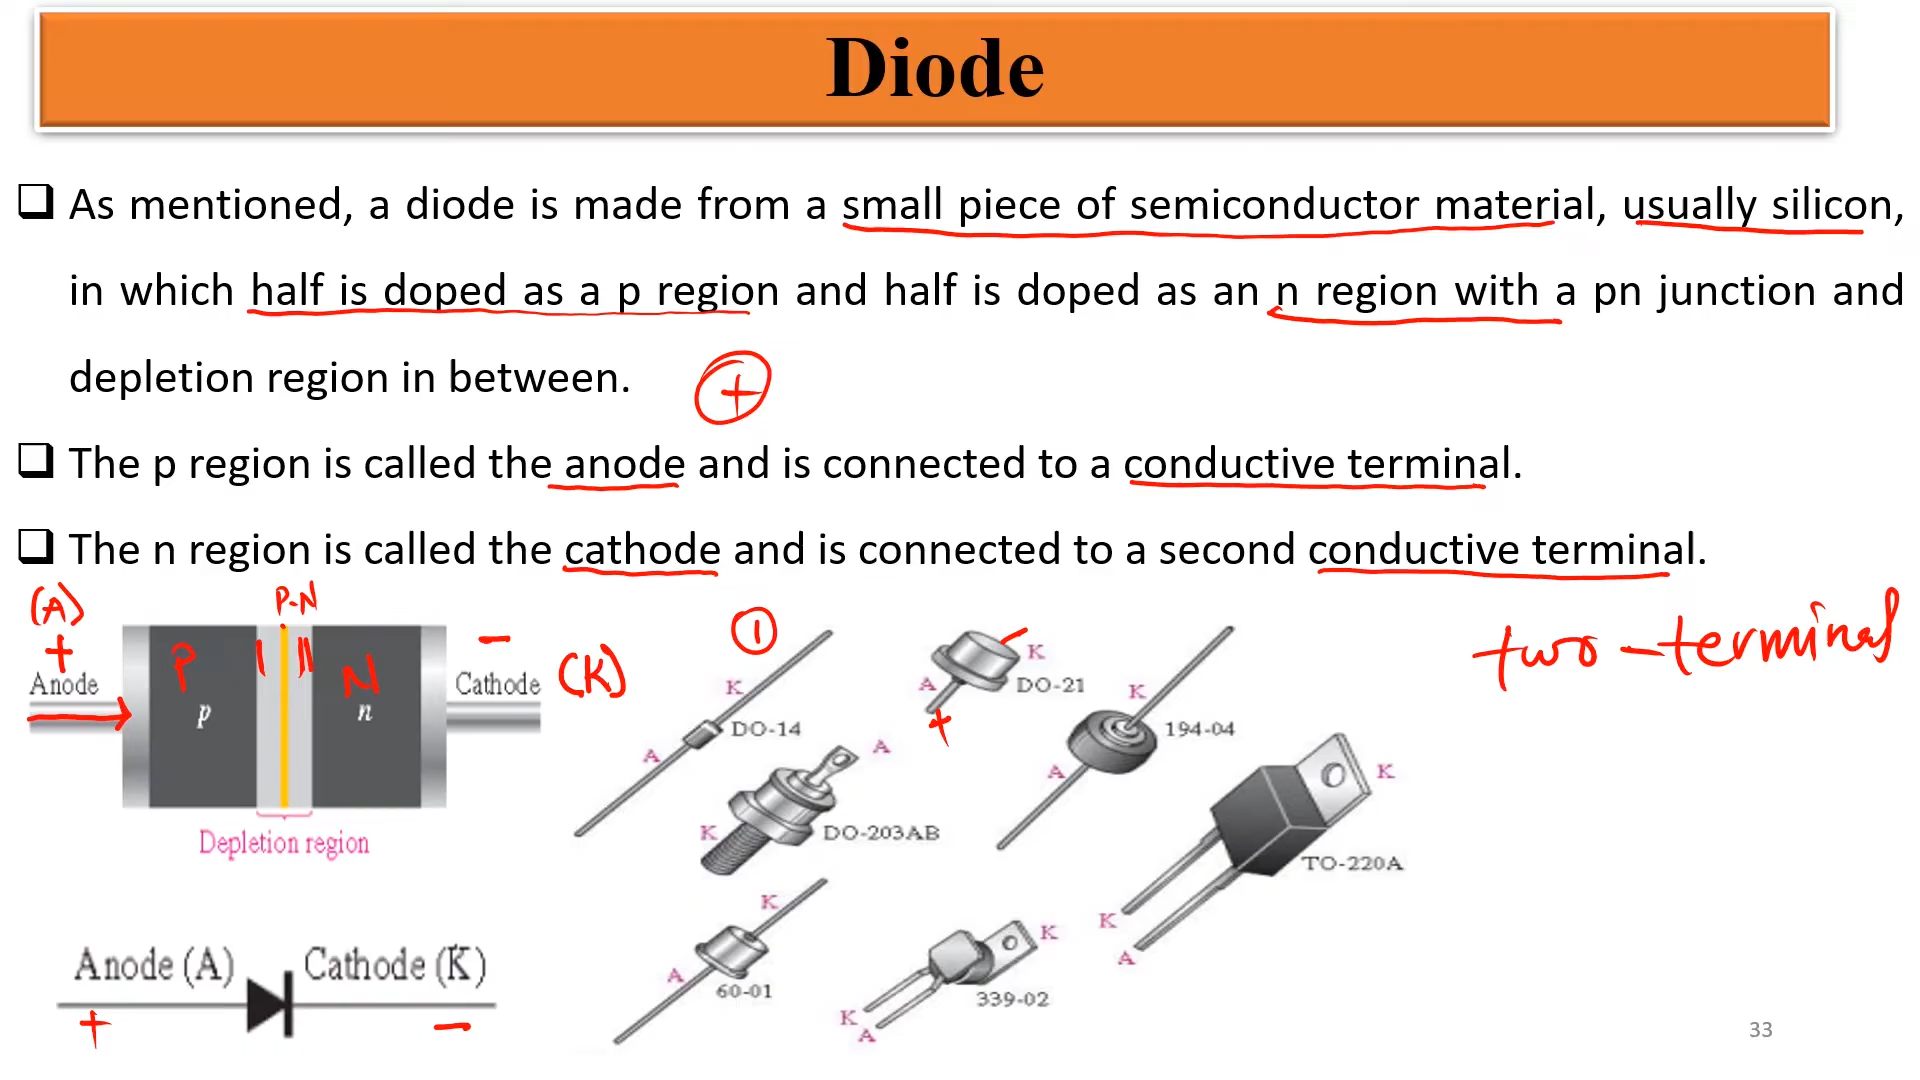 Diode
❑ As mentioned, a diode is made from a small piece of semiconductor material, usually silicon,
in which half is doped as a p region and half is doped as an n region with a pn junction and
depletion region in between.
+
❑ The p region is called the anode and is connected to a conductive terminal.
❑ The n region is called the cathode and is connected to a second conductive terminal.
(A)
P-N
+
-
P
N
(K)
Anode
p
n
Cathode
Depletion region
Anode (A)
Cathode (K)
+
-
1
K
DO-14
A
K
A
DO-21
+
K
194-04
A
A
K
DO-203AB
K
TO-220A
K
A
K
A
60-01
K
339-02
K
A
two-terminal
33